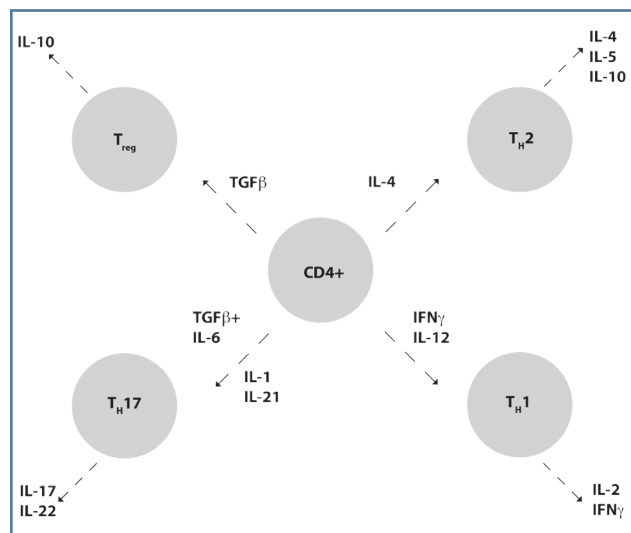 IL-10
IL-4
IL-5
IL-10
Treg
TH2
TGFβ
IL-4
CD4+
TGFβ+
IL-6
IFNγ
IL-12
IL-1
IL-21
TH17
TH1
IL-17
IL-22
IL-2
IFNγ